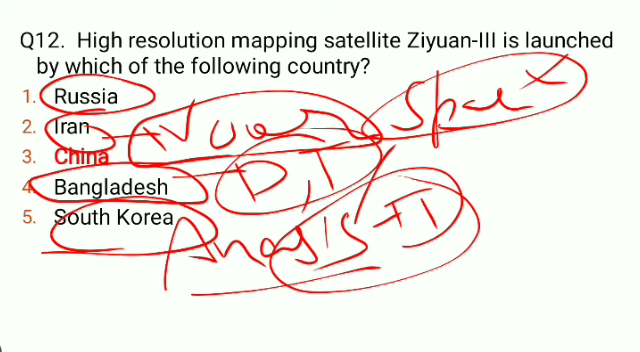 Q12. High resolution mapping satellite Ziyuan-III is launched
by which of the following country?
1. Russia
2. Iran
3. China
4. Bangladesh
5. South Korea
Space X